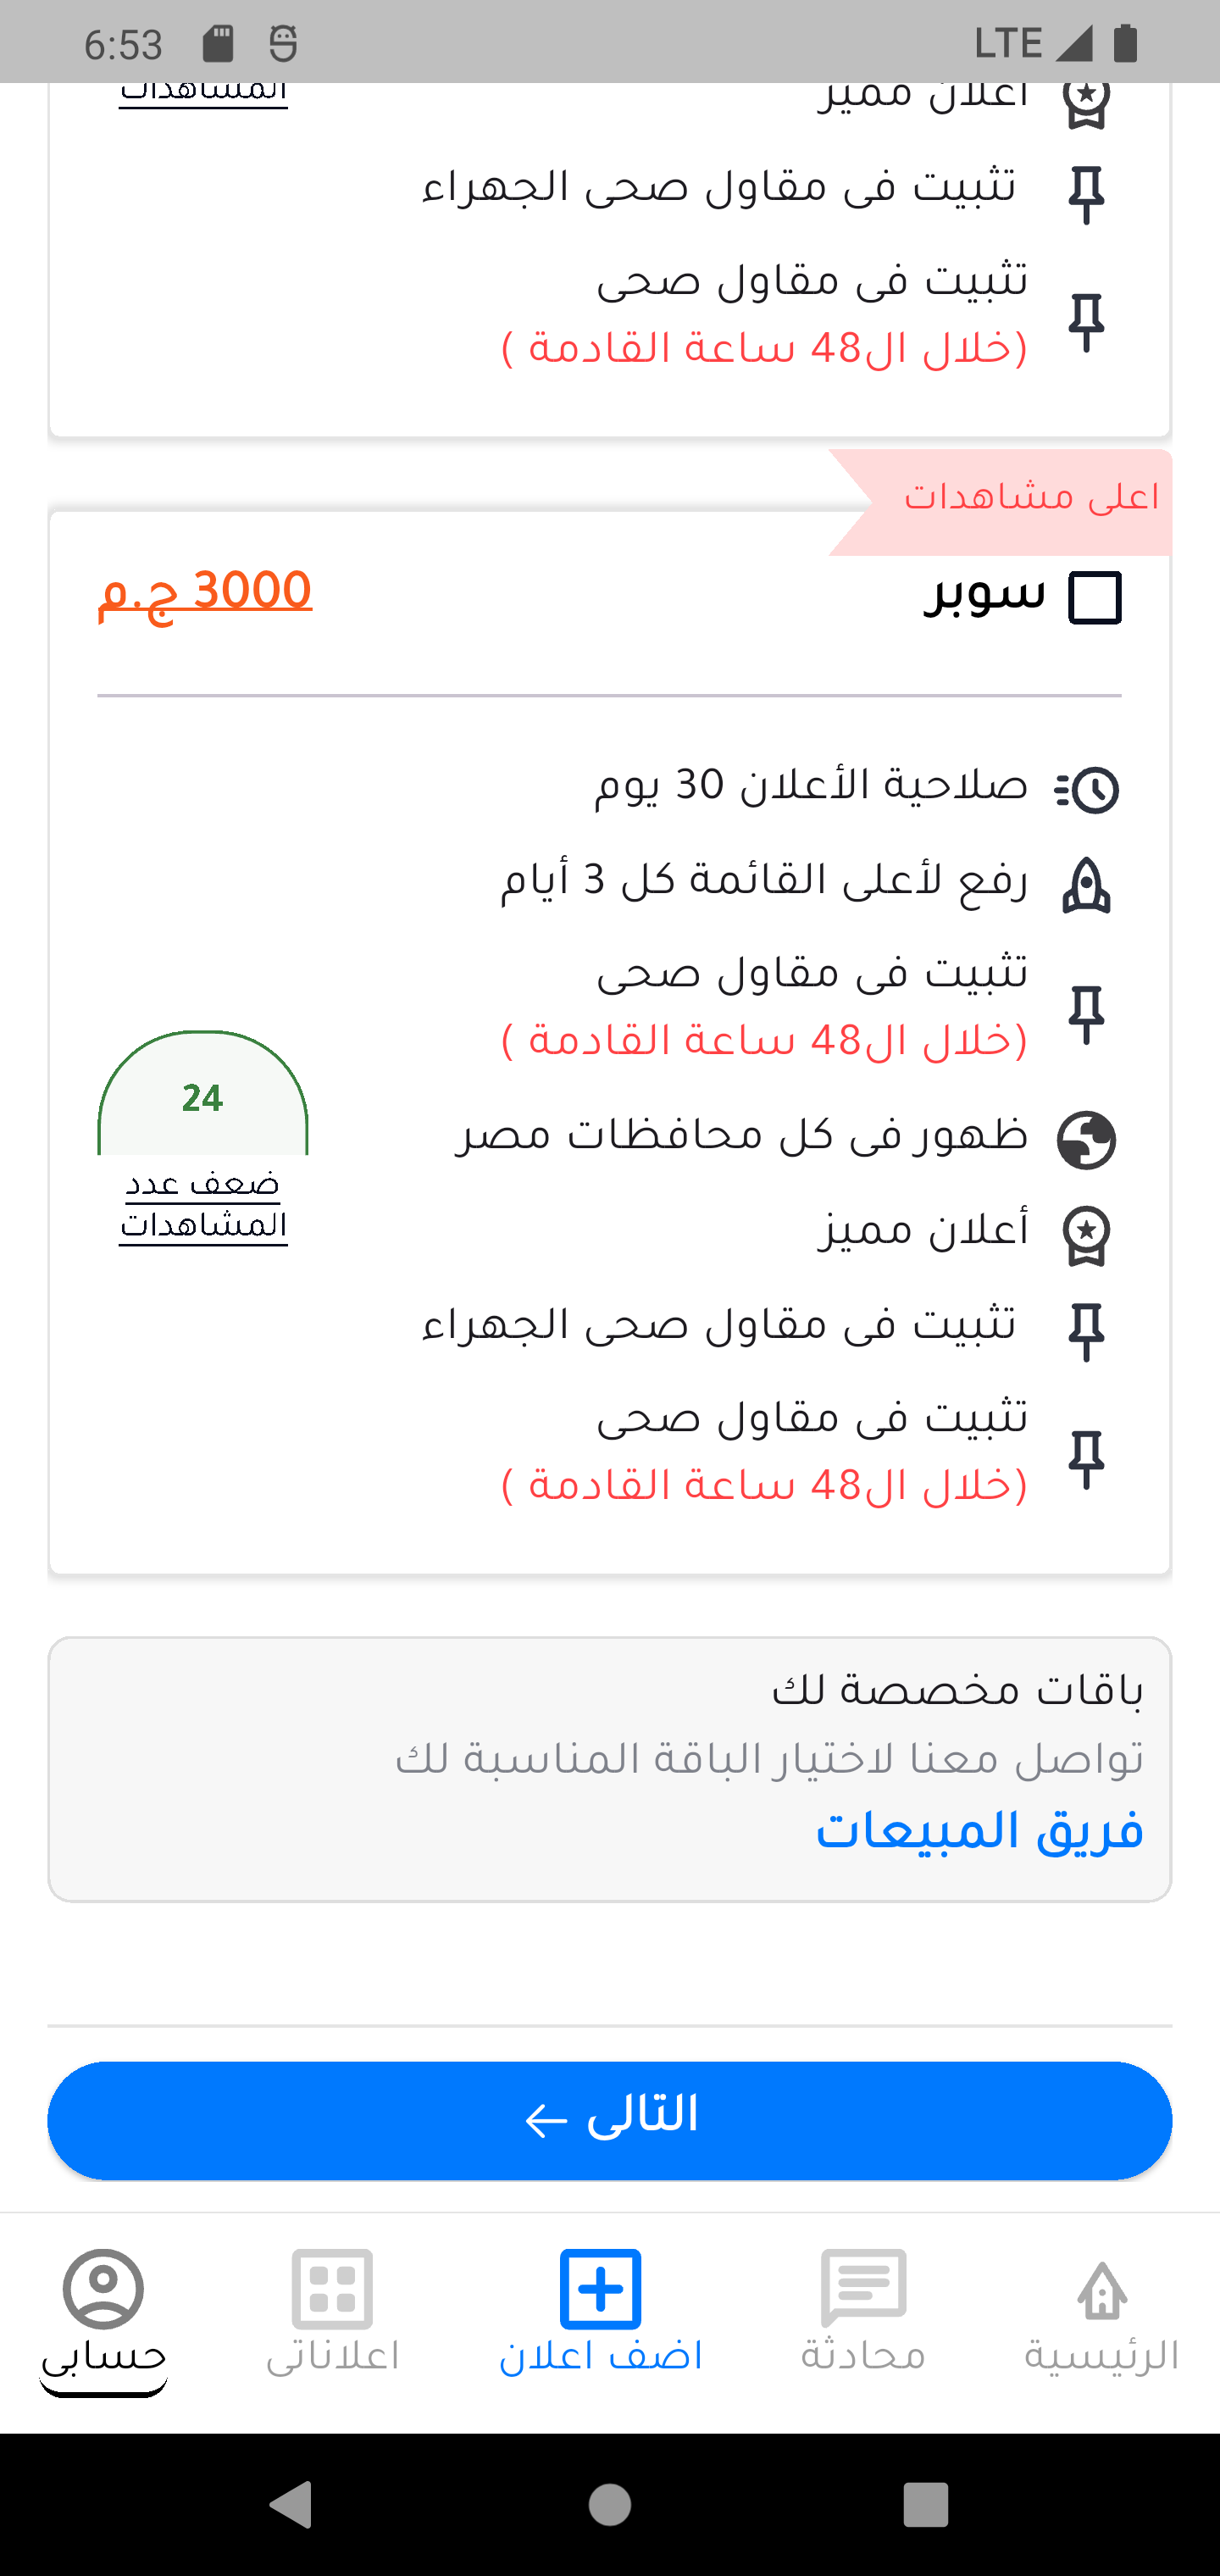 6:53
LTE
أعلان مميز
المشاهدات
تثبيت فى مقاول صحى الجهراء
تثبيت فى مقاول صحى
(خلال ال48 ساعة القادمة )
اعلى مشاهدات
سوبر
3000 ج.م
صلاحية الأعلان 30 يوم
رفع لأعلى القائمة كل 3 أيام
تثبيت فى مقاول صحى
(خلال ال48 ساعة القادمة )
24
ضعف عدد
المشاهدات
ظهور فى كل محافظات مصر
أعلان مميز
تثبيت فى مقاول صحى الجهراء
تثبيت فى مقاول صحى
(خلال ال48 ساعة القادمة )
باقات مخصصة لك
تواصل معنا لاختيار الباقة المناسبة لك
فريق المبيعات
التالى
الرئيسية
محادثة
اضف اعلان
اعلاناتى
حسابى